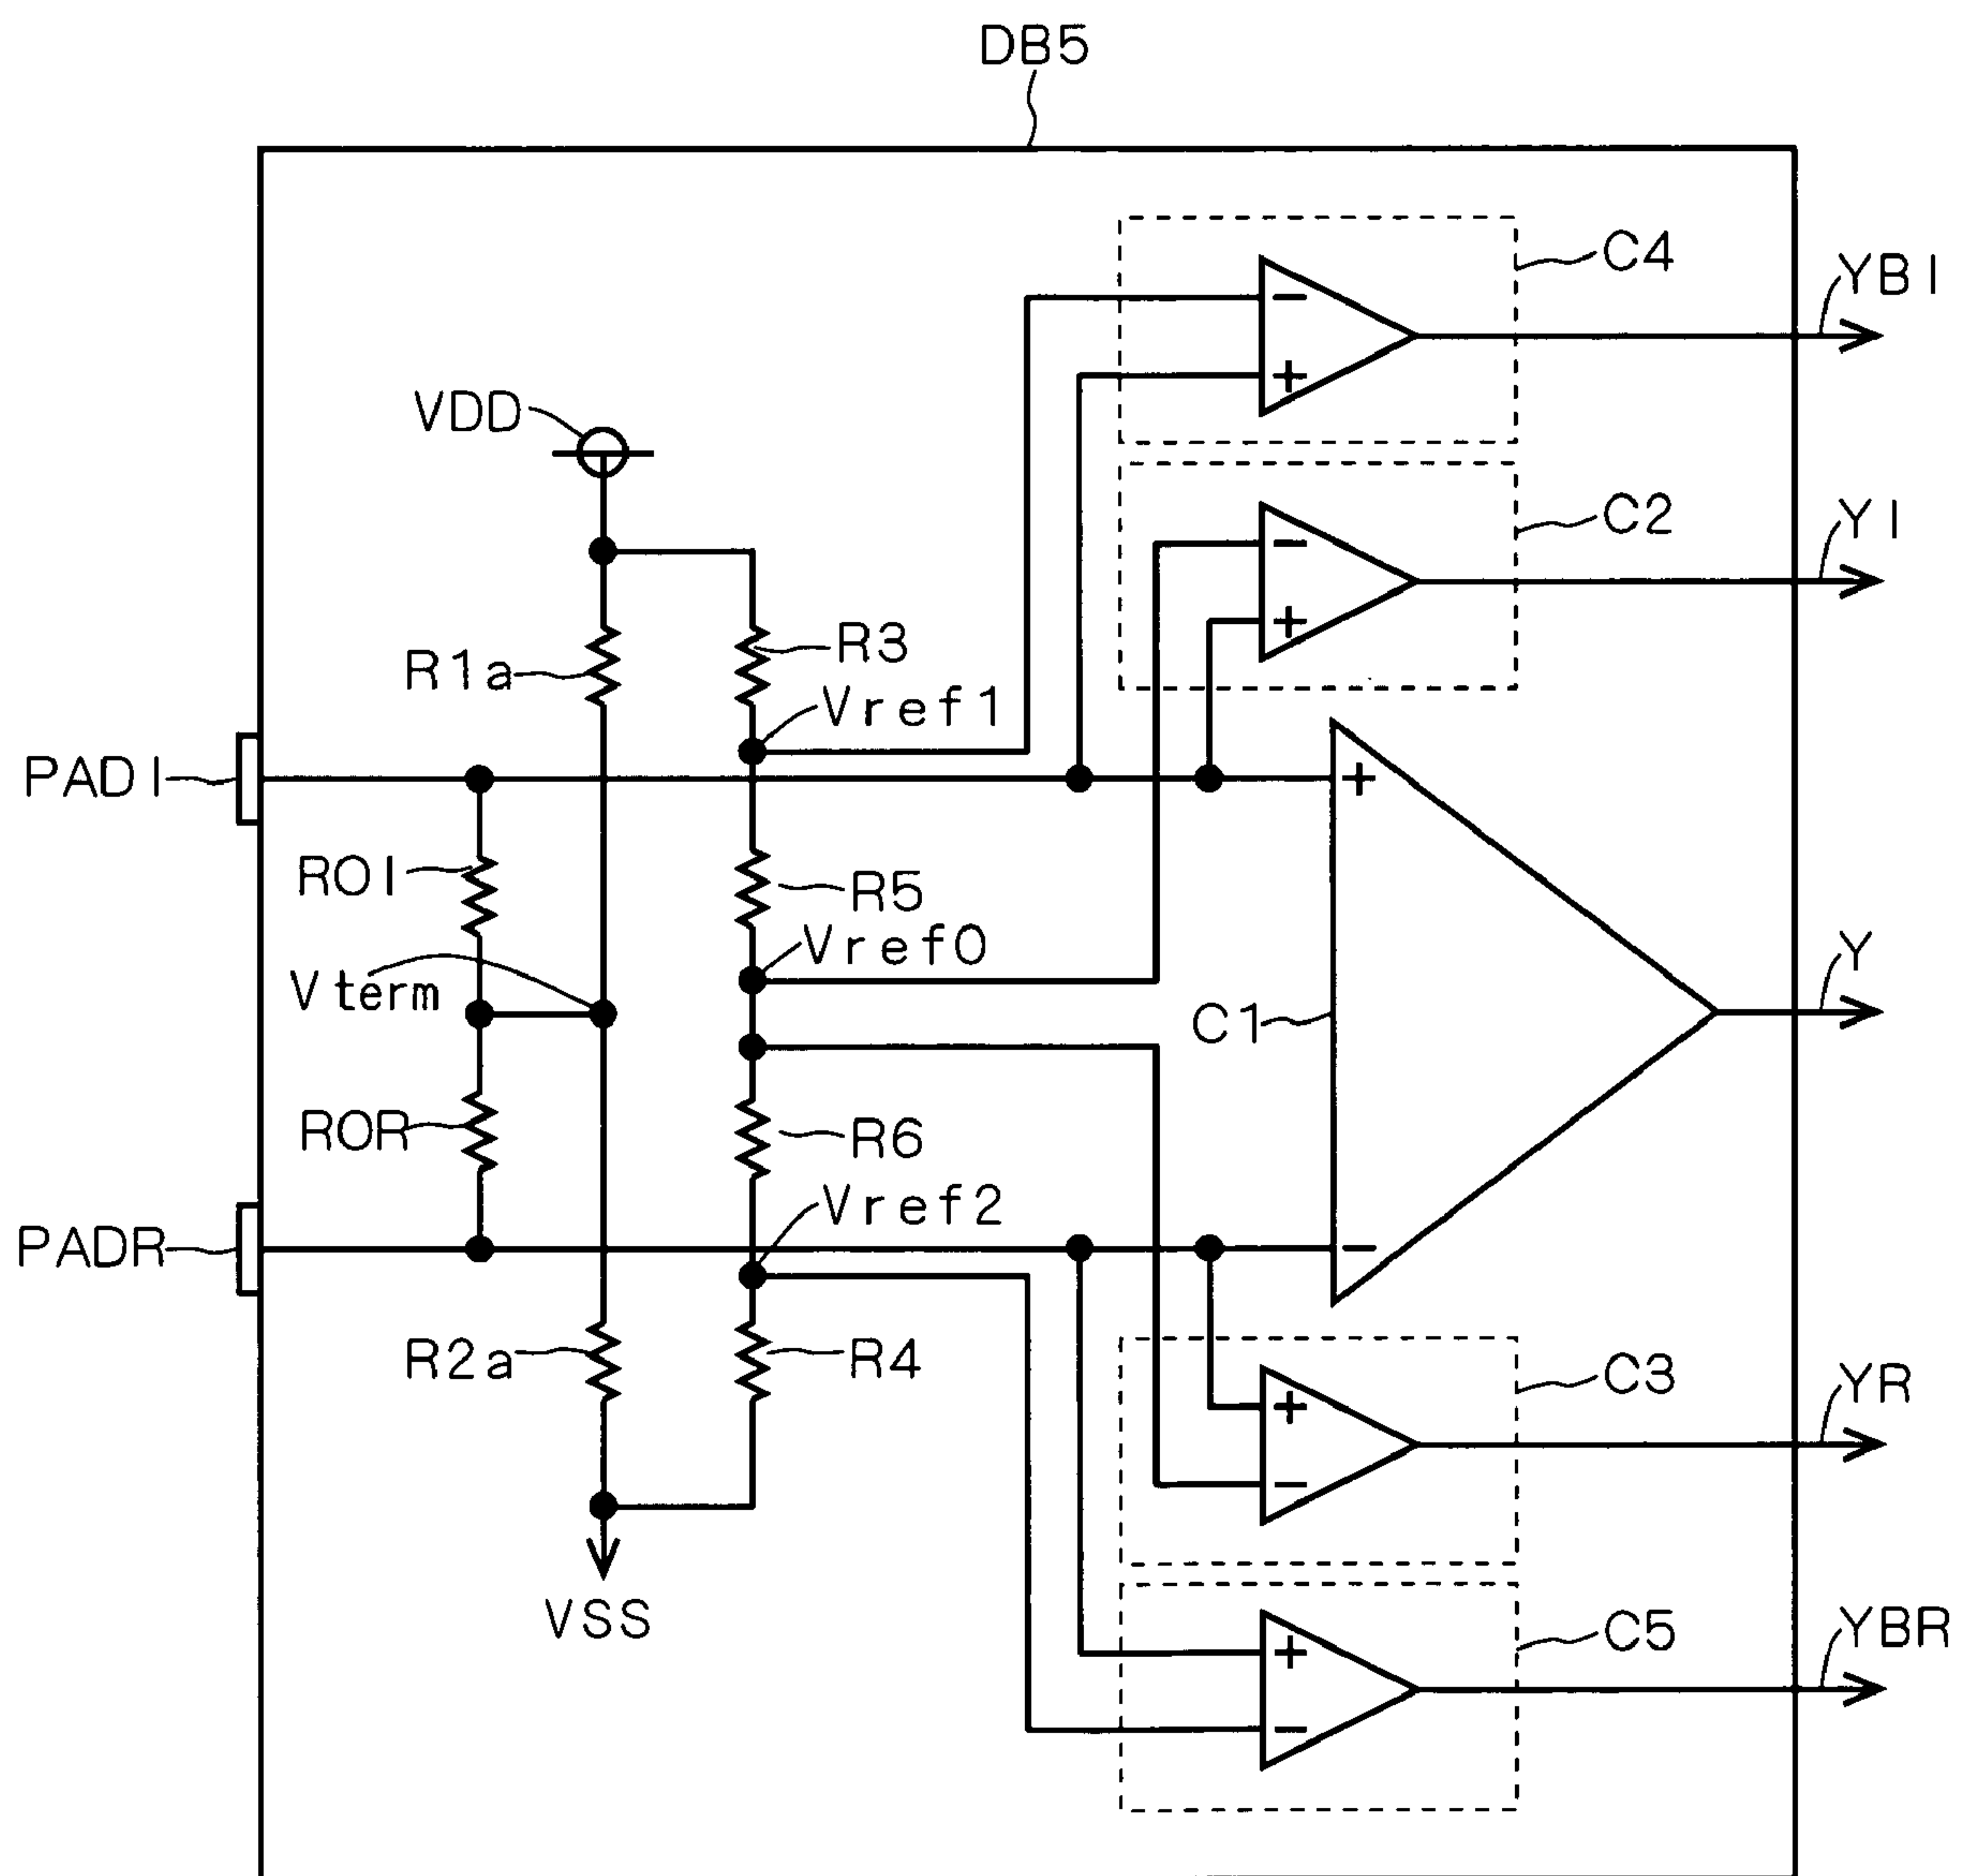 DB5
C4
YBI
VDD
C2
YI
R1a
R3
Vref1
PADI
+
-
+
-
+
ROI
R5
Vref0
Vterm
C1
Y
ROR
R6
Vref2
PADR
-
R2a
R4
C3
YR
+
-
VSS
C5
YBR
+
-